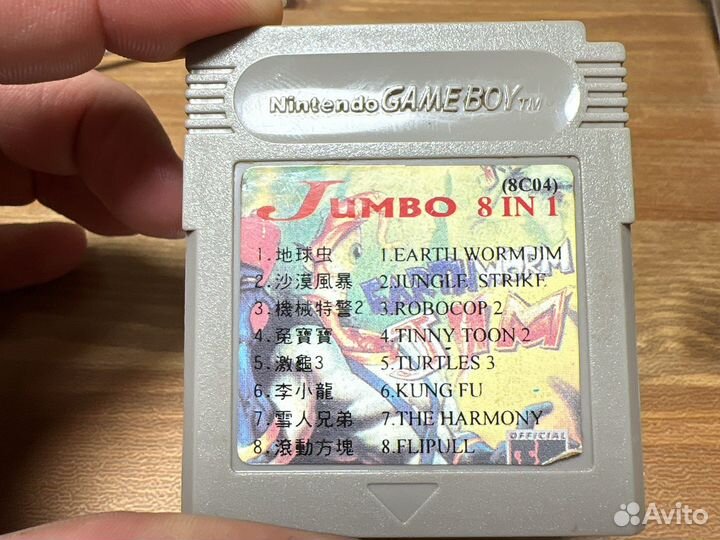 Nintendo GAME BOY TM
(8C04)
JUMBO 8 IN 1
1.地球虫 1.EARTH WORM JIM
2.沙漠風暴 2.JUNGLE STRIKE
3.機械特警2 3.ROBOCOP 2
4.兔寶寶 4.TINNY TOON 2
5.激龜3 5.TURTLES 3
6.李小龍 6.KUNG FU
7.雪人兄弟 7.THE HARMONY
8.滾動方塊 8.FLIPULL
EARTHWORM
JIM
OFFICIAL
Avito